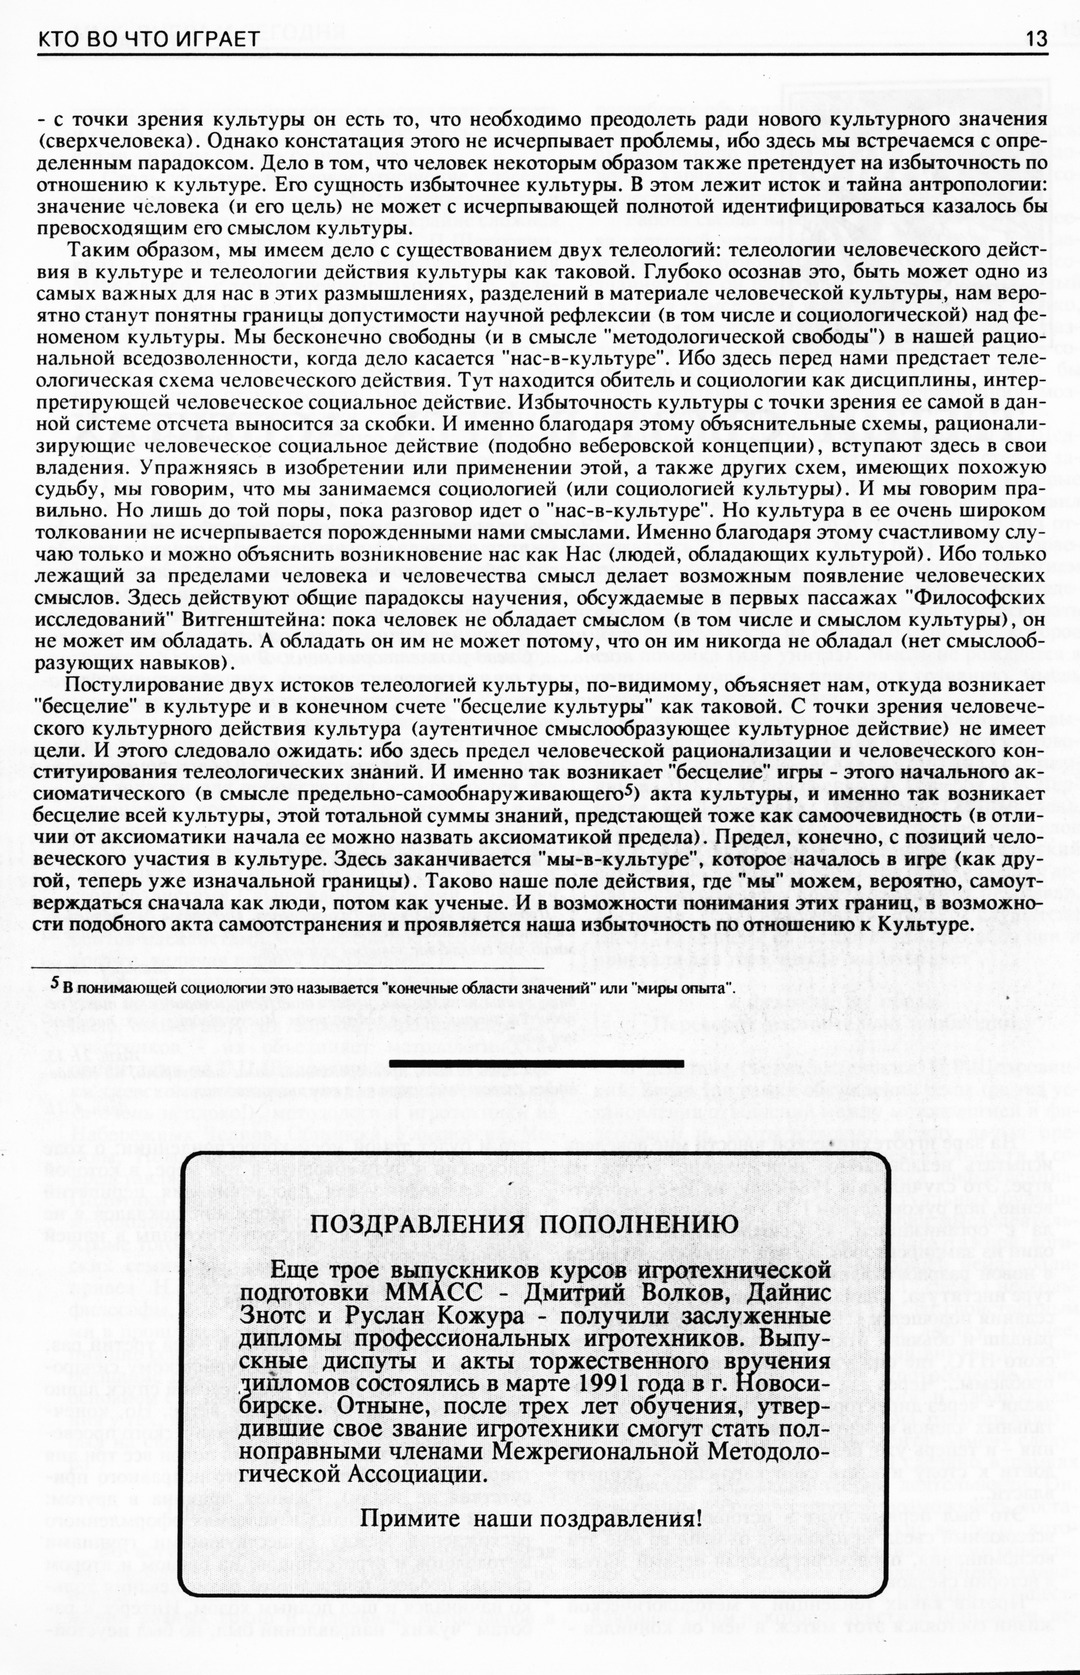 КТО ВО ЧТО ИГРАЕТ 13
- с точки зрения культуры он есть то, что необходимо преодолеть ради нового культурного значения
(сверхчеловека). Однако констатация этого не исчерпывает проблемы, ибо здесь мы встречаемся с опре-
деленным парадоксом. Дело в том, что человек некоторым образом также претендует на избыточность по
отношению к культуре. Его сущность избыточнее культуры. В этом лежит исток и тайна антропологии:
значение человека (и его цель) не может с исчерпывающей полнотой идентифицироваться казалось бы
превосходящим его смыслом культуры.
Таким образом, мы имеем дело с существованием двух телеологий: телеологии человеческого дейст-
вия в культуре и телеологии действия культуры как таковой. Глубоко осознав это, быть может одно из
самых важных для нас в этих размышлениях, разделений в материале человеческой культуры, нам веро-
ятно станут понятны границы допустимости научной рефлексии (в том числе и социологической) над фе-
номеном культуры. Мы бесконечно свободны (и в смысле "методологической свободы") в нашей рацио-
нальной вседозволенности, когда дело касается "нас-в-культуре". Ибо здесь перед нами предстает теле-
ологическая схема человеческого действия. Тут находится обитель и социологии как дисциплины, интер-
претирующей человеческое социальное действие. Избыточность культуры с точки зрения ее самой в дан-
ной системе отсчета выносится за скобки. И именно благодаря этому объяснительные схемы, рационали-
зирующие человеческое социальное действие (подобно веберовской концепции), вступают здесь в свои
владения. Упражняясь в изобретении или применении этой, а также других схем, имеющих похожую
судьбу, мы говорим, что мы занимаемся социологией (или социологией культуры). И мы говорим пра-
вильно. Но лишь до той поры, пока разговор идет о "нас-в-культуре". Но культура в ее очень широком
толковании не исчерпывается порожденными нами смыслами. Именно благодаря этому счастливому слу-
чаю только и можно объяснить возникновение нас как Нас (людей, обладающих культурой). Ибо только
лежащий за пределами человека и человечества смысл делает возможным появление человеческих
смыслов. Здесь действуют общие парадоксы научения, обсуждаемые в первых пассажах "Философских
исследований" Витгенштейна: пока человек не обладает смыслом (в том числе и смыслом культуры), он
не может им обладать. А обладать он им не может потому, что он им никогда не обладал (нет смыслооб-
разующих навыков).
Постулирование двух истоков телеологией культуры, по-видимому, объясняет нам, откуда возникает
"бесцелие" в культуре и в конечном счете "бесцелие культуры" как таковой. С точки зрения человече-
ского культурного действия культура (аутентичное смыслообразующее культурное действие) не имеет
цели. И этого следовало ожидать: ибо здесь предел человеческой рационализации и человеческого кон-
ституирования телеологических знаний. И именно так возникает "бесцелие" игры - этого начального ак-
сиоматического (в смысле предельно-самообнаруживающего⁵) акта культуры, и именно так возникает
бесцелие всей культуры, этой тотальной суммы знаний, предстающей тоже как самоочевидность (в отли-
чии от аксиоматики начала ее можно назвать аксиоматикой предела). Предел, конечно, с позиций чело-
веческого участия в культуре. Здесь заканчивается "мы-в-культуре", которое началось в игре (как дру-
гой, теперь уже изначальной границы). Таково наше поле действия, где "мы" можем, вероятно, самоут-
верждаться сначала как люди, потом как ученые. И в возможности понимания этих границ, в возможно-
сти подобного акта самоотстранения и проявляется наша избыточность по отношению к Культуре.
⁵ В понимающей социологии это называется "конечные области значений" или "миры опыта".
ПОЗДРАВЛЕНИЯ ПОПОЛНЕНИЮ
Еще трое выпускников курсов игротехнической
подготовки ММАСС - Дмитрий Волков, Дайнис
Знотс и Руслан Кожура - получили заслуженные
дипломы профессиональных игротехников. Выпу-
скные диспуты и акты торжественного вручения
дипломов состоялись в марте 1991 года в г. Новоси-
бирске. Отныне, после трех лет обучения, утвер-
дившие свое звание игротехники смогут стать пол-
ноправными членами Межрегиональной Методоло-
гической Ассоциации.
Примите наши поздравления!